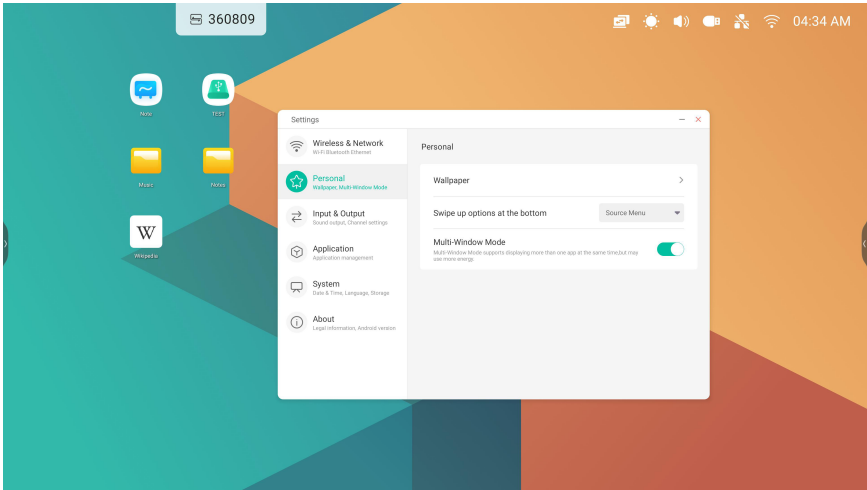 360809
04:34 AM
Note
TEST
Music
Notes
W
Wikipedia
Settings
Wireless & Network
Wi-Fi Bluetooth Ethernet
Personal
Wallpaper, Multi-Window Mode
Input & Output
Sound output, Channel settings
Application
Application management
System
Date & Time, Language, Storage
About
Legal information, Android version
Personal
Wallpaper
Swipe up options at the bottom
Source Menu
Multi-Window Mode
Multi-Window Mode supports displaying more than one app at the same time,but may
use more energy.